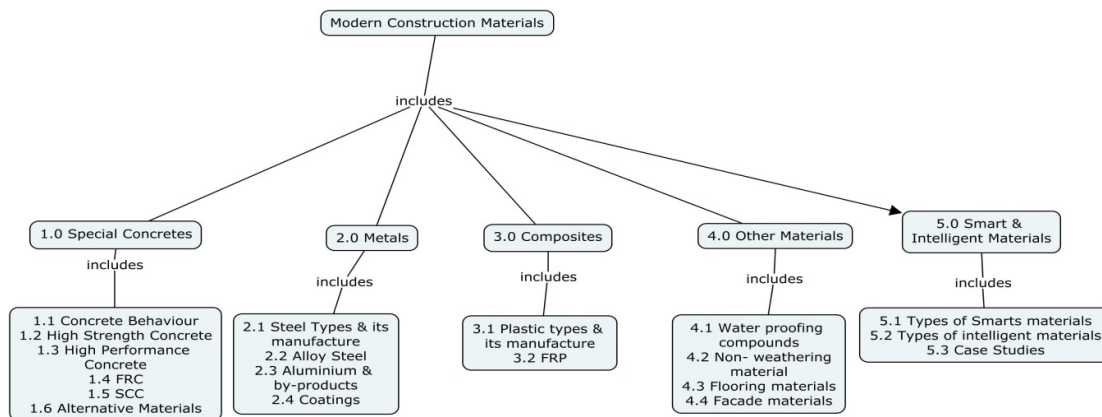 Modern Construction Materials
includes
1.0 Special Concretes
includes
1.1 Concrete Behaviour
1.2 High Strength Concrete
1.3 High Performance
Concrete
1.4 FRC
1.5 SCC
1.6 Alternative Materials
2.0 Metals
includes
2.1 Steel Types & its
manufacture
2.2 Alloy Steel
2.3 Aluminium &
by-products
2.4 Coatings
3.0 Composites
includes
3.1 Plastic types &
its manufacture
3.2 FRP
4.0 Other Materials
includes
4.1 Water proofing
compounds
4.2 Non- weathering
material
4.3 Flooring materials
4.4 Facade materials
5.0 Smart &
Intelligent Materials
includes
5.1 Types of Smarts materials
5.2 Types of intelligent materials
5.3 Case Studies